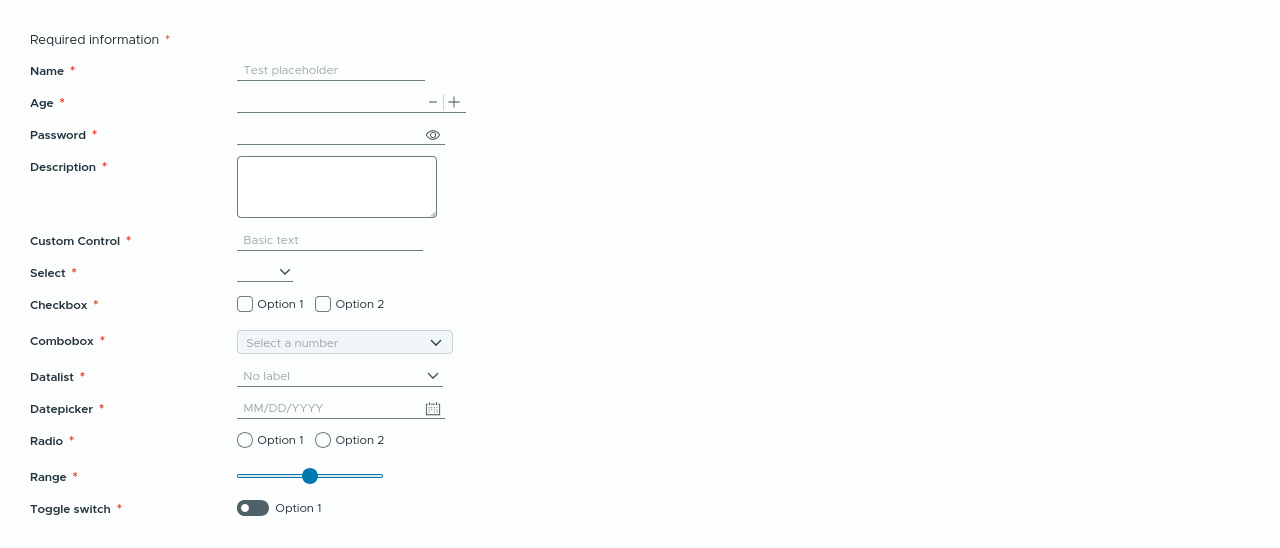 Required information *
Name * Test placeholder
Age *
Password *
Description *
Custom Control * Basic text
Select *
Checkbox * Option 1 Option 2
Combobox * Select a number
Datalist * No label
Datepicker * MM/DD/YYYY
Radio * Option 1 Option 2
Range *
Toggle switch * Option 1